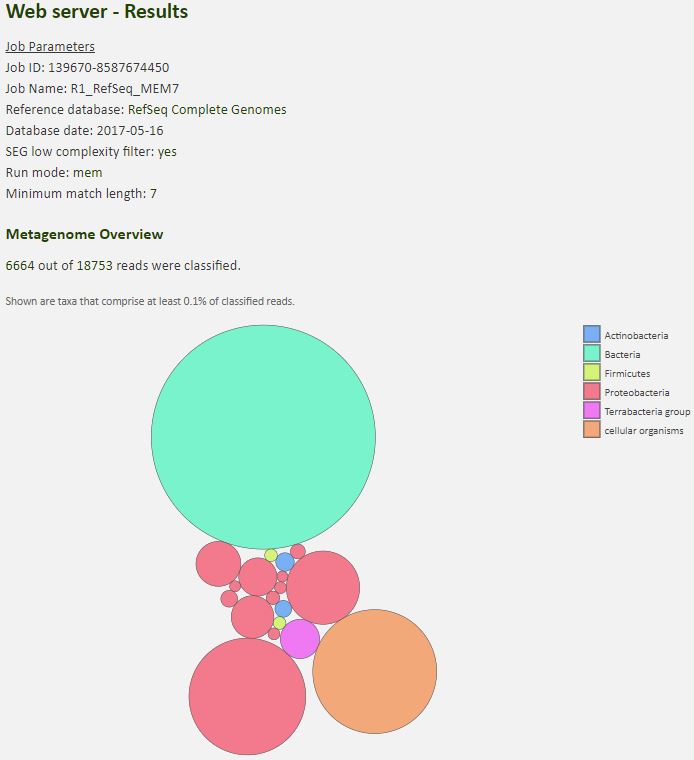 Web server - Results
Job Parameters
Job ID: 139670-8587674450
Job Name: R1_RefSeq_MEM7
Reference database: RefSeq Complete Genomes
Database date: 2017-05-16
SEG low complexity filter: yes
Run mode: mem
Minimum match length: 7
Metagenome Overview
6664 out of 18753 reads were classified.
Shown are taxa that comprise at least 0.1% of classified reads.
Actinobacteria
Bacteria
Firmicutes
Proteobacteria
Terrabacteria group
cellular organisms